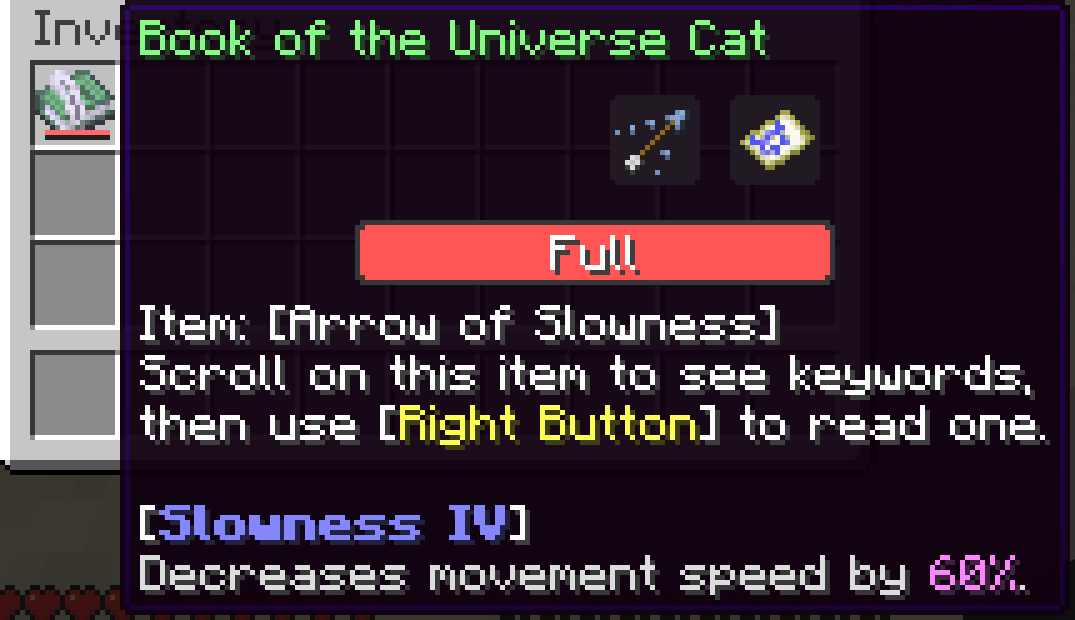 Book of the Universe Cat
Full
Item: [Arrow of Slowness]
Scroll on this item to see keywords,
then use [Right Button] to read one.
[Slowness IV]
Decreases movement speed by 60%.